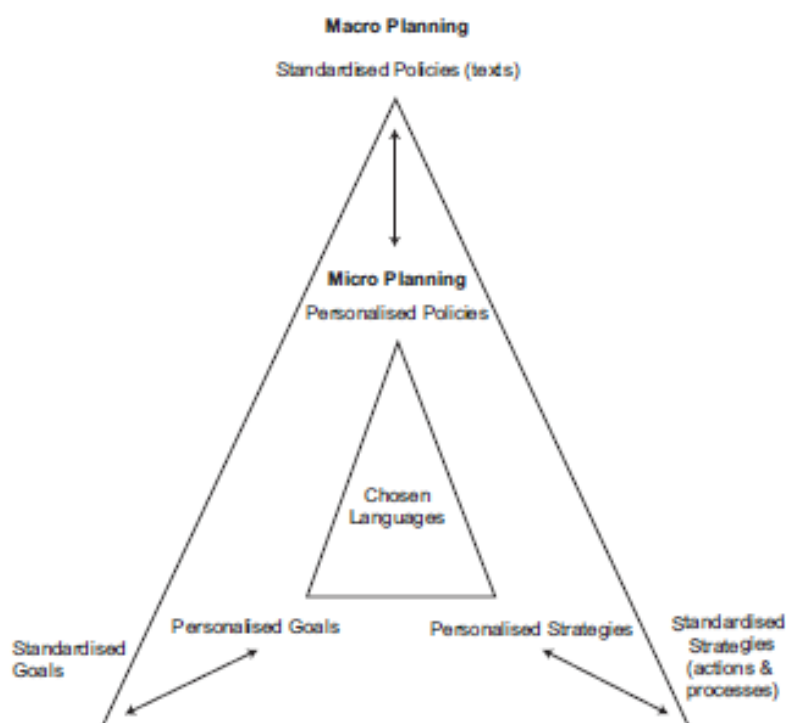 Macro Planning
Standardised Policies (texts)
Micro Planning
Personalised Policies
Chosen
Languages
Personalised Goals
Personalised Strategies
Standardised
Goals
Standardised
Strategies
(actions &
processes)